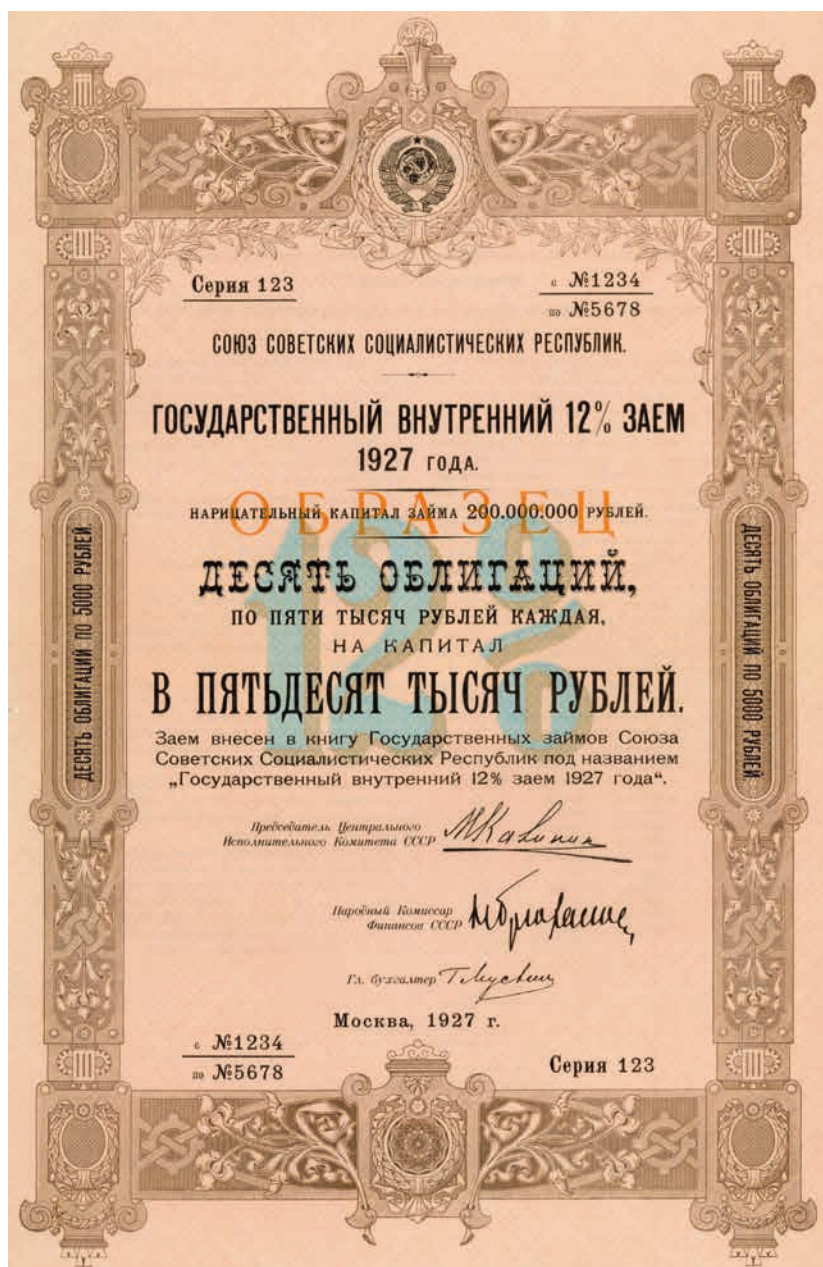 Серия 123
с №1234
по №5678
СОЮЗ СОВЕТСКИХ СОЦИАЛИСТИЧЕСКИХ РЕСПУБЛИК.
ГОСУДАРСТВЕННЫЙ ВНУТРЕННИЙ 12% ЗАЕМ
1927 ГОДА.
ОБРАЗЕЦ
НАРИЦАТЕЛЬНЫЙ КАПИТАЛ ЗАЙМА 200.000.000 РУБЛЕЙ.
12%
ДЕСЯТЬ ОБЛИГАЦИЙ,
ПО ПЯТИ ТЫСЯЧ РУБЛЕЙ КАЖДАЯ,
НА КАПИТАЛ
В ПЯТЬДЕСЯТ ТЫСЯЧ РУБЛЕЙ.
Заем внесен в книгу Государственных займов Союза
Советских Социалистических Республик под названием
„Государственный внутренний 12% заем 1927 года“.
ДЕСЯТЬ ОБЛИГАЦИЙ ПО 5000 РУБЛЕЙ
ДЕСЯТЬ ОБЛИГАЦИЙ ПО 5000 РУБЛЕЙ
Председатель Центрального
Исполнительного Комитета СССР МКалинин
Народный Комиссар
Финансов СССР
Гл. бухгалтер
Москва, 1927 г.
с №1234
по №5678
Серия 123